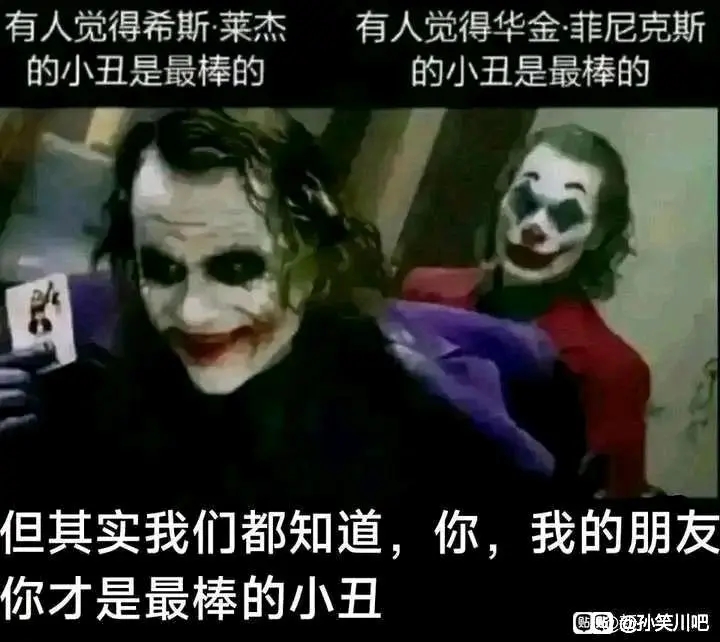 有人觉得希斯·莱杰
的小丑是最棒的
有人觉得华金·菲尼克斯
的小丑是最棒的
但其实我们都知道，你，我的朋友
你才是最棒的小丑
@新孙笑川吧